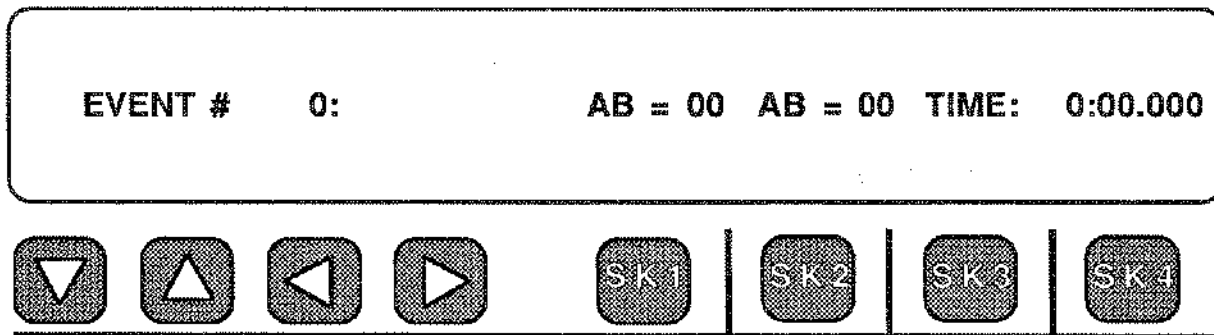 EVENT # 0: AB = 00 AB = 00 TIME: 0:00.000
SK1 SK2 SK3 SK4